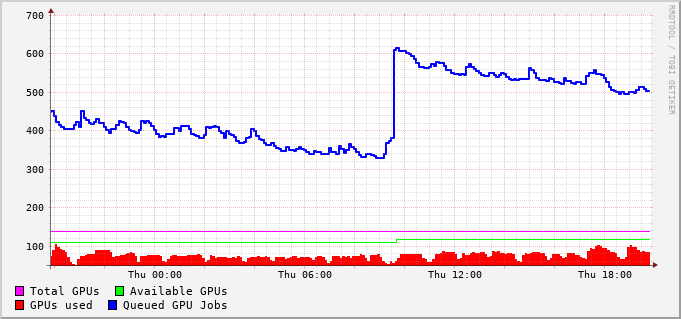 RRDTOOL / TOBI OETIKER
700
600
500
400
300
200
100
Thu 00:00 Thu 06:00 Thu 12:00 Thu 18:00
Total GPUs Available GPUs
GPUs used Queued GPU Jobs